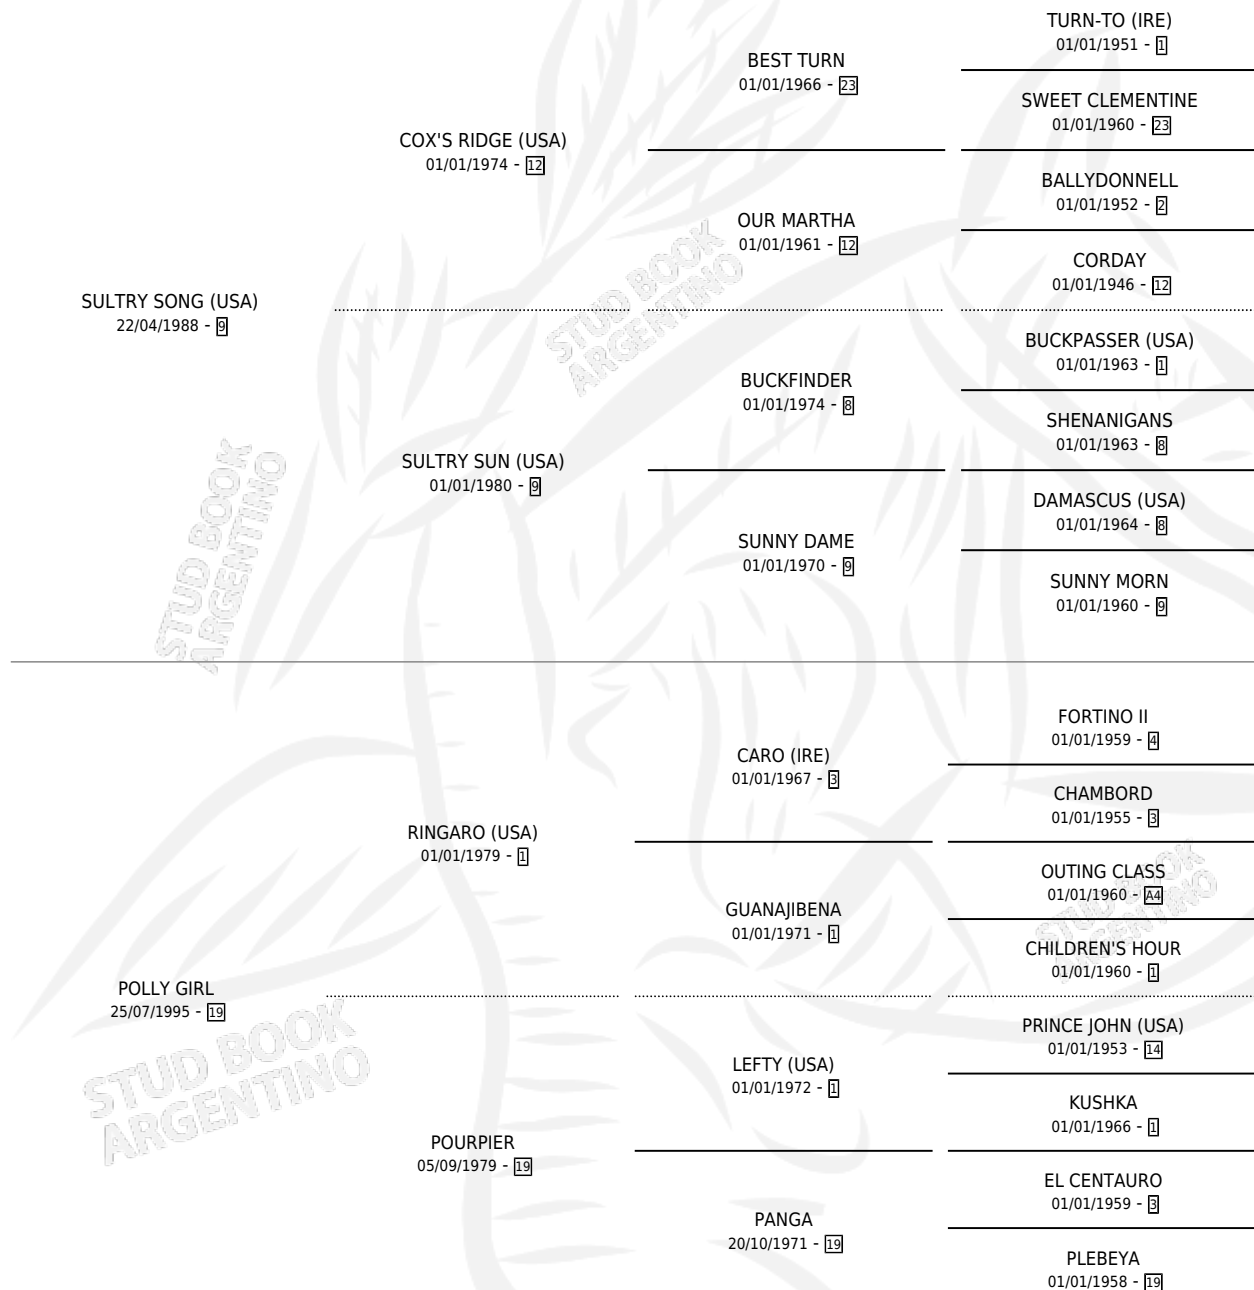 TURN-TO (IRE)
01/01/1951 - 1
BEST TURN
01/01/1966 - 23
SWEET CLEMENTINE
01/01/1960 - 23
COX'S RIDGE (USA)
01/01/1974 - 12
BALLYDONNELL
01/01/1952 - 2
OUR MARTHA
01/01/1961 - 12
CORDAY
01/01/1946 - 12
SULTRY SONG (USA)
22/04/1988 - 9
BUCKPASSER (USA)
01/01/1963 - 1
BUCKFINDER
01/01/1974 - 8
SHENANIGANS
01/01/1963 - 8
SULTRY SUN (USA)
01/01/1980 - 9
DAMASCUS (USA)
01/01/1964 - 8
SUNNY DAME
01/01/1970 - 9
SUNNY MORN
01/01/1960 - 9
FORTINO II
01/01/1959 - 4
CARO (IRE)
01/01/1967 - 3
CHAMBORD
01/01/1955 - 3
RINGARO (USA)
01/01/1979 - 1
OUTING CLASS
01/01/1960 - A4
GUANAJIBENA
01/01/1971 - 1
CHILDREN'S HOUR
01/01/1960 - 1
POLLY GIRL
25/07/1995 - 19
PRINCE JOHN (USA)
01/01/1953 - 14
LEFTY (USA)
01/01/1972 - 1
KUSHKA
01/01/1966 - 1
POURPIER
05/09/1979 - 19
EL CENTAURO
01/01/1959 - 3
PANGA
20/10/1971 - 19
PLEBEYA
01/01/1958 - 19
STUD BOOK
ARGENTINO
STUD BOOK
ARGENTINO
STUD BOOK
ARGENTINO
STUD BOOK
ARGENTINO